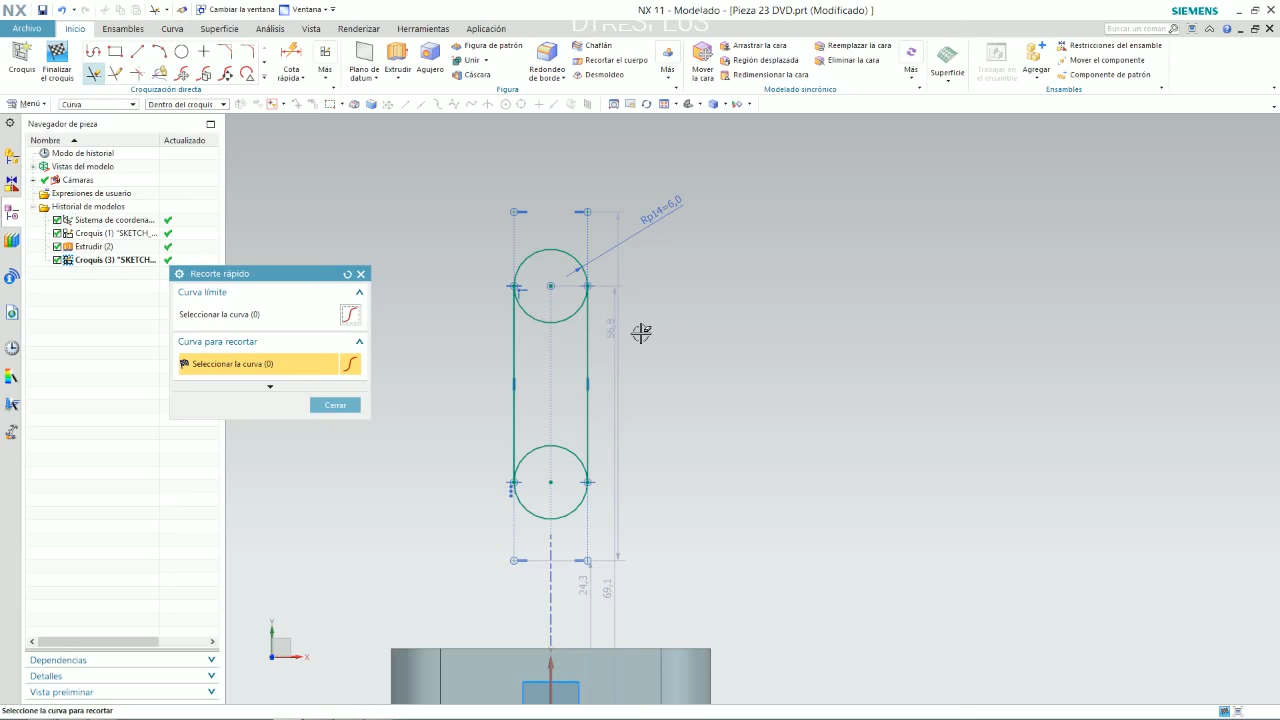 NX
Cambiar la ventana
Ventana
NX 11 - Modelado - [Pieza 23 DVD.prt (Modificado) ]
SIEMENS
DTRESPLUS
Archivo
Inicio
Ensambles
Curva
Superficie
Análisis
Vista
Renderizar
Herramientas
Aplicación
Buscar un coman
Croquis
Finalizar el croquis
Croquización directa
Cotar rápida
Más
Plano de datum
Extrudir
Agujero
Figura de patrón
Unir
Cáscara
Redondeo de borde
Chaflán
Recortar el cuerpo
Desmoldeo
Más
Figura
Mover la cara
Arrastrar la cara
Región desplazada
Redimensionar la cara
Reemplazar la cara
Eliminar la cara
Más
Modelado sincrónico
Superficie
Trabajar en el ensamble
Agregar
Restricciones del ensamble
Mover el componente
Componente de patrón
Ensambles
Menú
Curva
Dentro del croquis
Navegador de pieza
Nombre
Actualizado
Modo de historial
Vistas del modelo
Cámaras
Expresiones de usuario
Historial de modelos
Sistema de coordena...
Croquis (1) "SKETCH_...
Extrudir (2)
Croquis (3) "SKETCH...
Recorte rápido
Curva límite
Seleccionar la curva (0)
Curva para recortar
Seleccionar la curva (0)
Cerrar
Rp14=6,0
56,8
24,3
69,1
Y
X
Dependencias
Detalles
Vista preliminar
Seleccione la curva para recortar